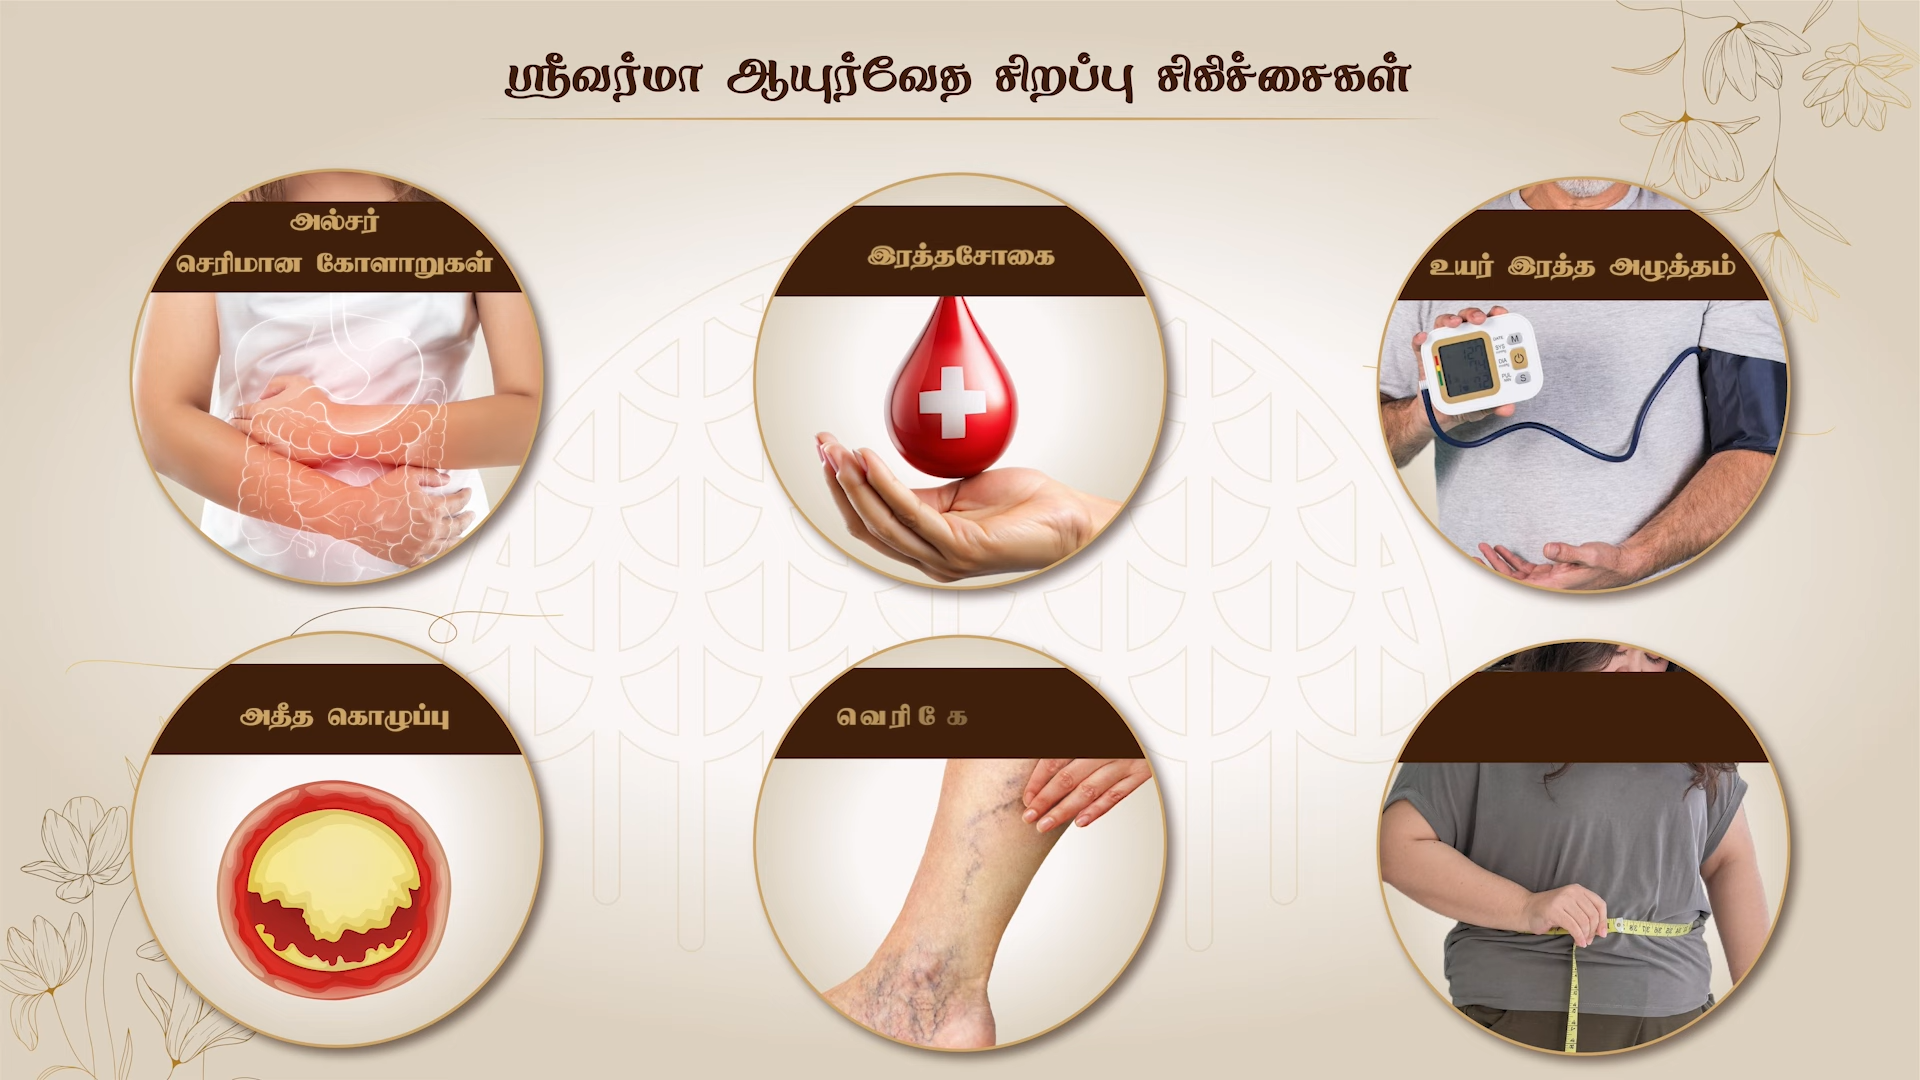 ஸ்ரீவர்மா ஆயுர்வேத சிறப்பு சிகிச்சைகள்
அல்சர்
செரிமான கோளாறுகள்
இரத்தசோகை
உயர் இரத்த அழுத்தம்
அதீத கொழுப்பு
வெரிகே
M
S